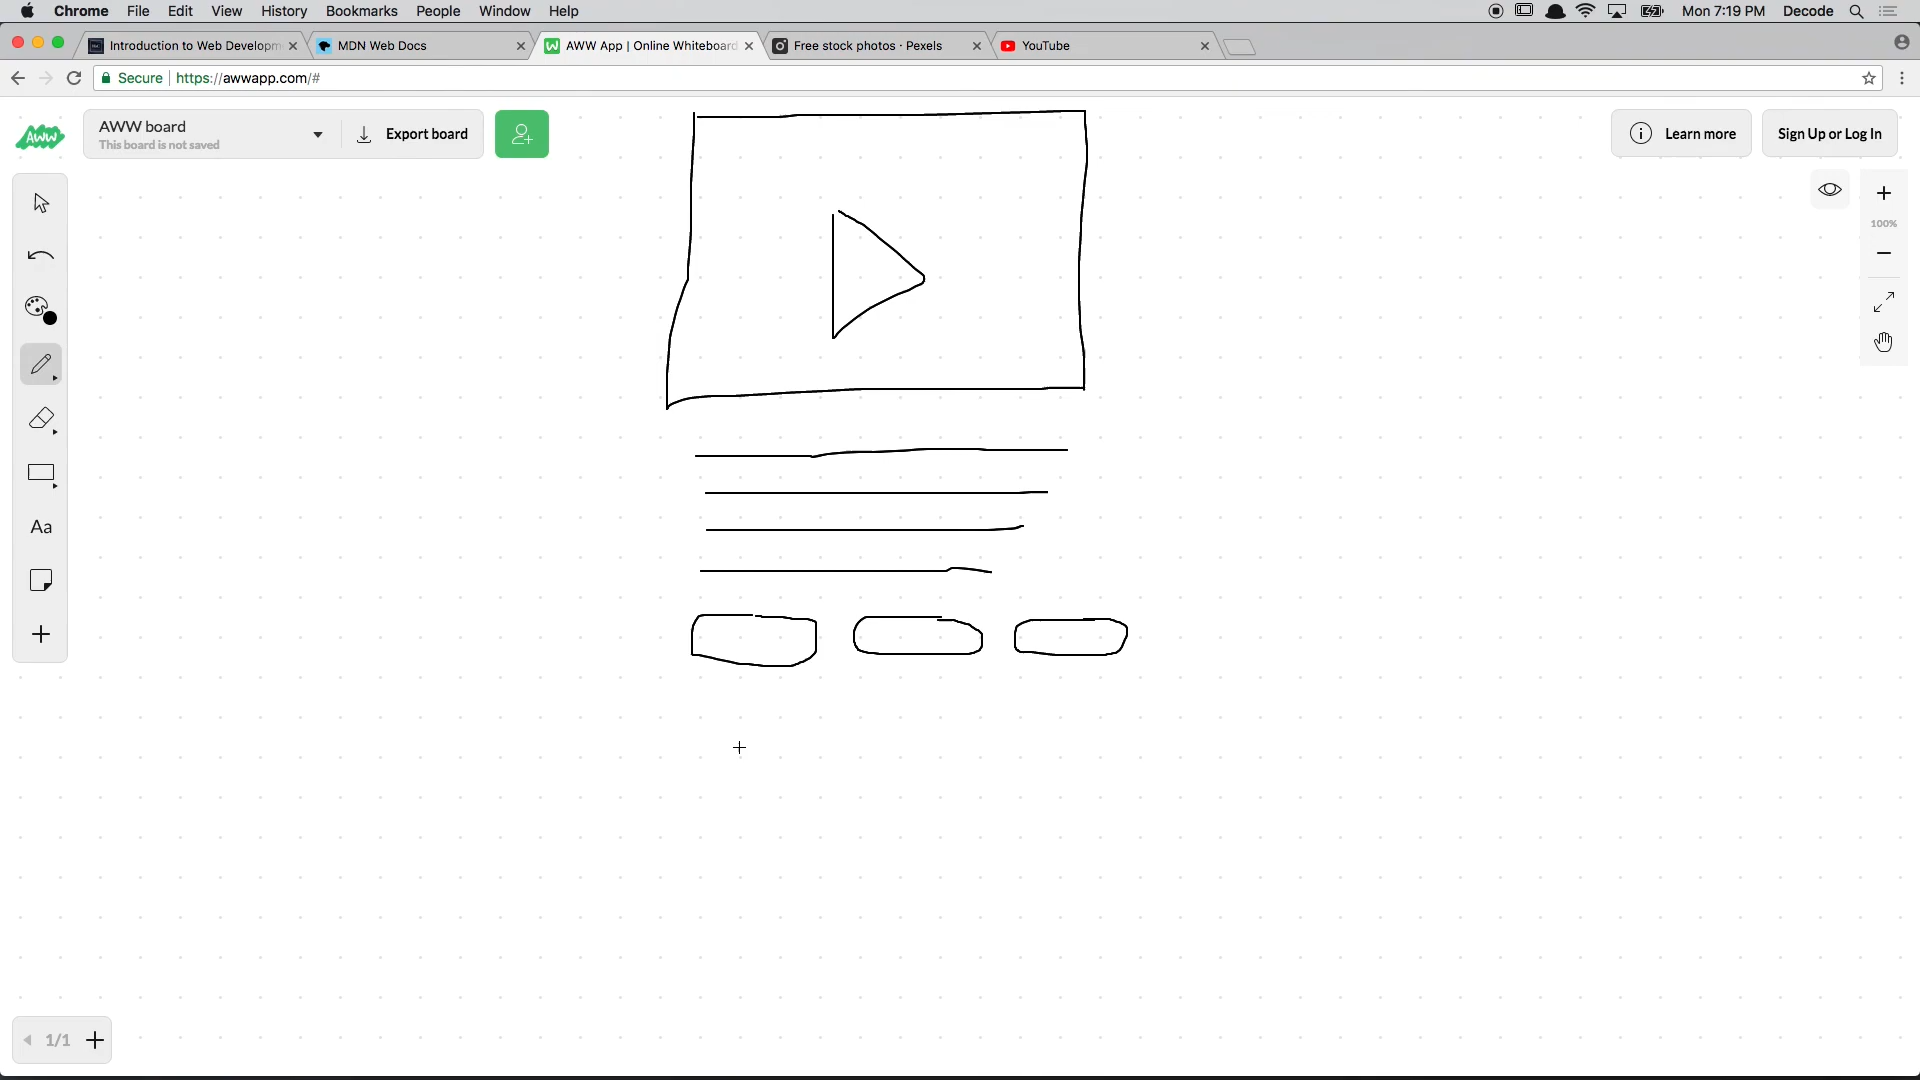 Chrome File Edit View History Bookmarks People Window Help Mon 7:19 PM Decode
Introduction to Web Developm MDN Web Docs AWW App | Online Whiteboard Free stock photos · Pexels YouTube
Secure https://awwapp.com/#
AWW
AWW board
This board is not saved
Export board
Learn more
Sign Up or Log In
100%
Aa
1/1